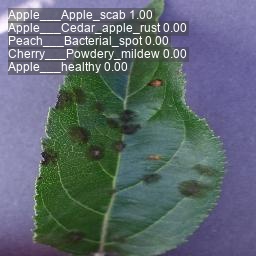 Apple___Apple_scab 1.00
Apple___Cedar_apple_rust 0.00
Peach___Bacterial_spot 0.00
Cherry___Powdery_mildew 0.00
Apple___healthy 0.00